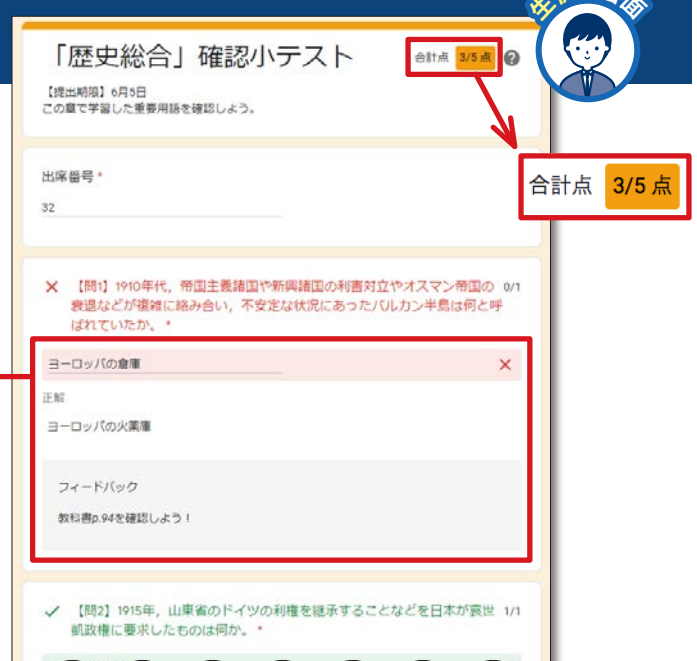 「歴史総合」確認小テスト
合計点 3/5 点
【提出期限】6月5日
この章で学習した重要用語を確認しよう。
合計点 3/5 点
出席番号 *
32
【問1】1910年代，帝国主義諸国や新興諸国の利害対立やオスマン帝国の 0/1
衰退などが複雑に絡み合い，不安定な状況にあったバルカン半島は何と呼
ばれていたか。 *
ヨーロッパの倉庫
正解
ヨーロッパの火薬庫
フィードバック
教科書p.94を確認しよう！
【問2】1915年，山東省のドイツの利権を継承することなどを日本が袁世 1/1
凱政権に要求したものは何か。 *